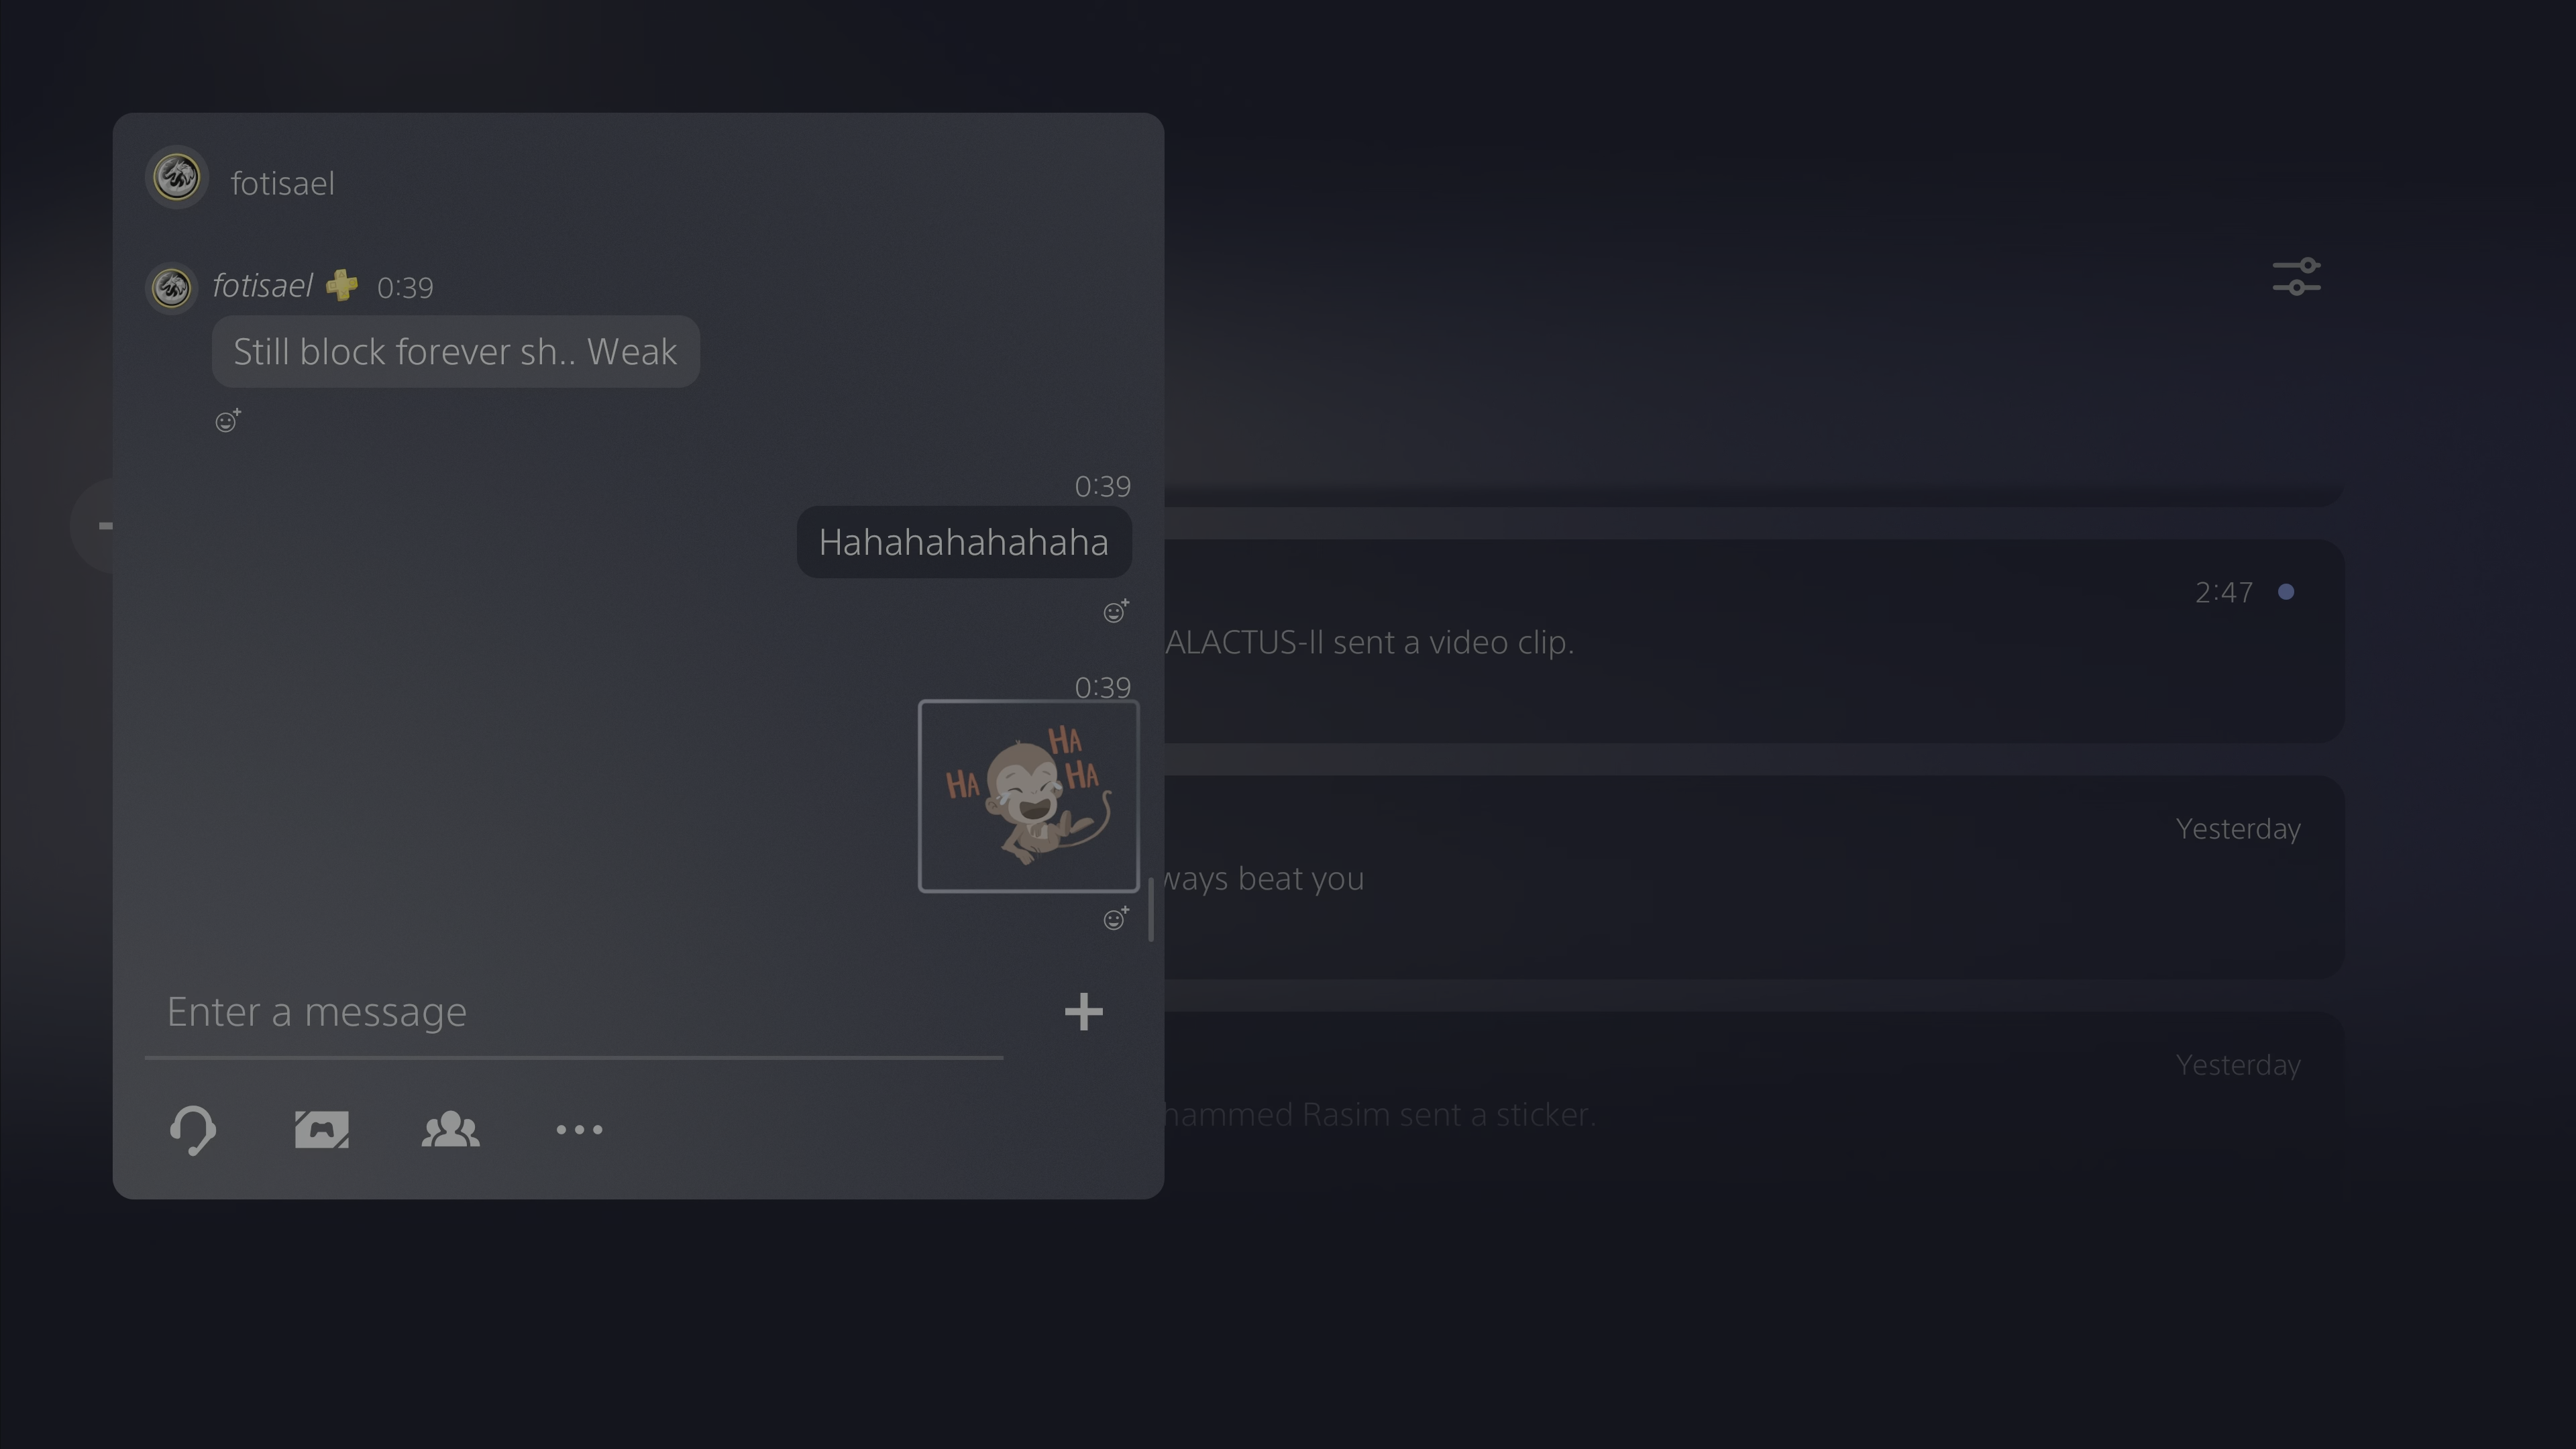 fotisael
fotisael 0:39
Still block forever sh.. Weak
0:39
Hahahahahahaha
0:39
HA
HA
HA
Enter a message
2:47
ALACTUS-II sent a video clip.
Yesterday
ways beat you
Yesterday
hammed Rasim sent a sticker.